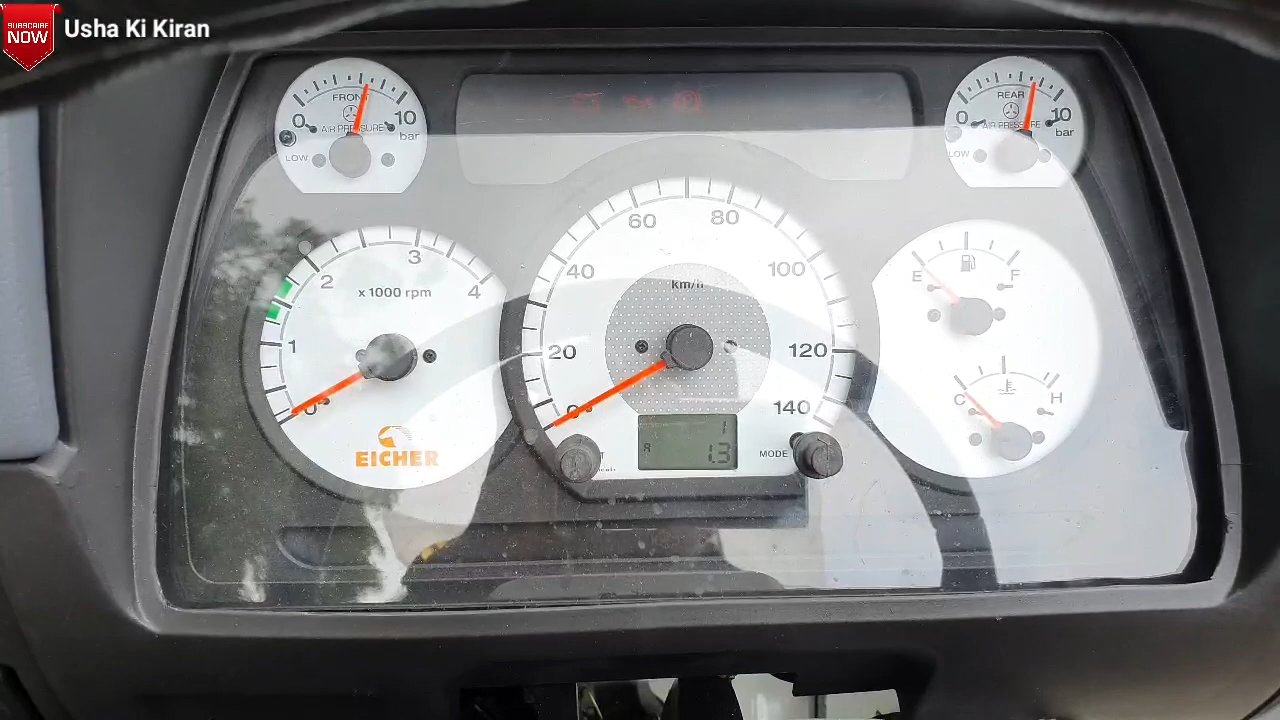 SUBSCRIBE
NOW
Usha Ki Kiran
FRONT
0 10
AIR PRESSURE
bar
LOW
REAR
0 10
AIR PRESSURE
bar
LOW
0 1 2 3 4
x 1000 rpm
EICHER
0 20 40 60 80 100 120 140
km/h
1
A 1.3
MODE
E F
C H